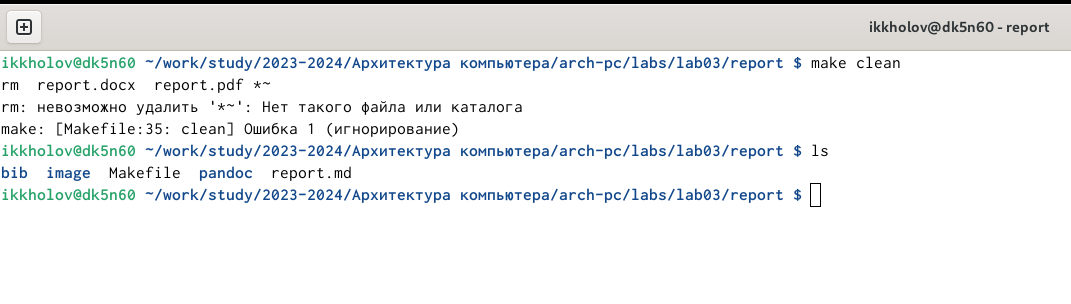 ikkholov@dk5n60 - report
ikkholov@dk5n60 ~/work/study/2023-2024/Архитектура компьютера/arch-pc/labs/lab03/report $ make clean
rm  report.docx  report.pdf *~
rm: невозможно удалить '*~': Нет такого файла или каталога
make: [Makefile:35: clean] Ошибка 1 (игнорирование)
ikkholov@dk5n60 ~/work/study/2023-2024/Архитектура компьютера/arch-pc/labs/lab03/report $ ls
bib  image  Makefile  pandoc  report.md
ikkholov@dk5n60 ~/work/study/2023-2024/Архитектура компьютера/arch-pc/labs/lab03/report $